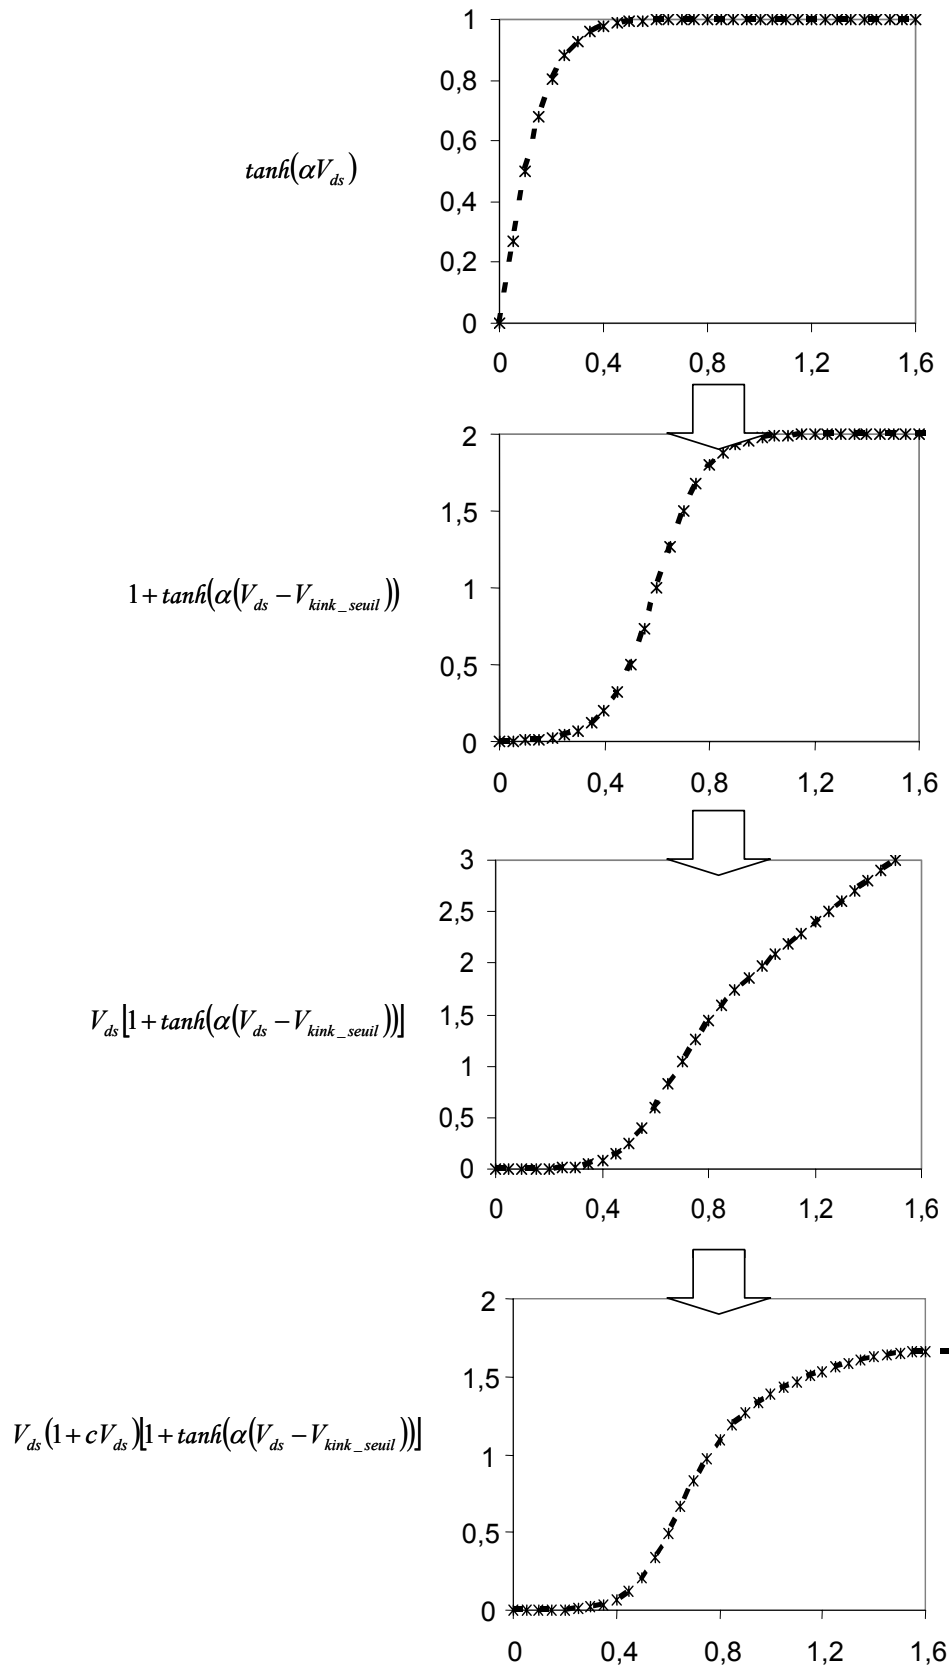 tanh(αV_ds)
1
0,8
0,6
0,4
0,2
0
0 0,4 0,8 1,2 1,6
1+tanh(α(V_ds − V_kink_seuil))
2
1,5
1
0,5
0
0 0,4 0,8 1,2 1,6
V_ds[1+tanh(α(V_ds − V_kink_seuil))]
3
2,5
2
1,5
1
0,5
0
0 0,4 0,8 1,2 1,6
V_ds(1+cV_ds)[1+tanh(α(V_ds − V_kink_seuil))]
2
1,5
1
0,5
0
0 0,4 0,8 1,2 1,6